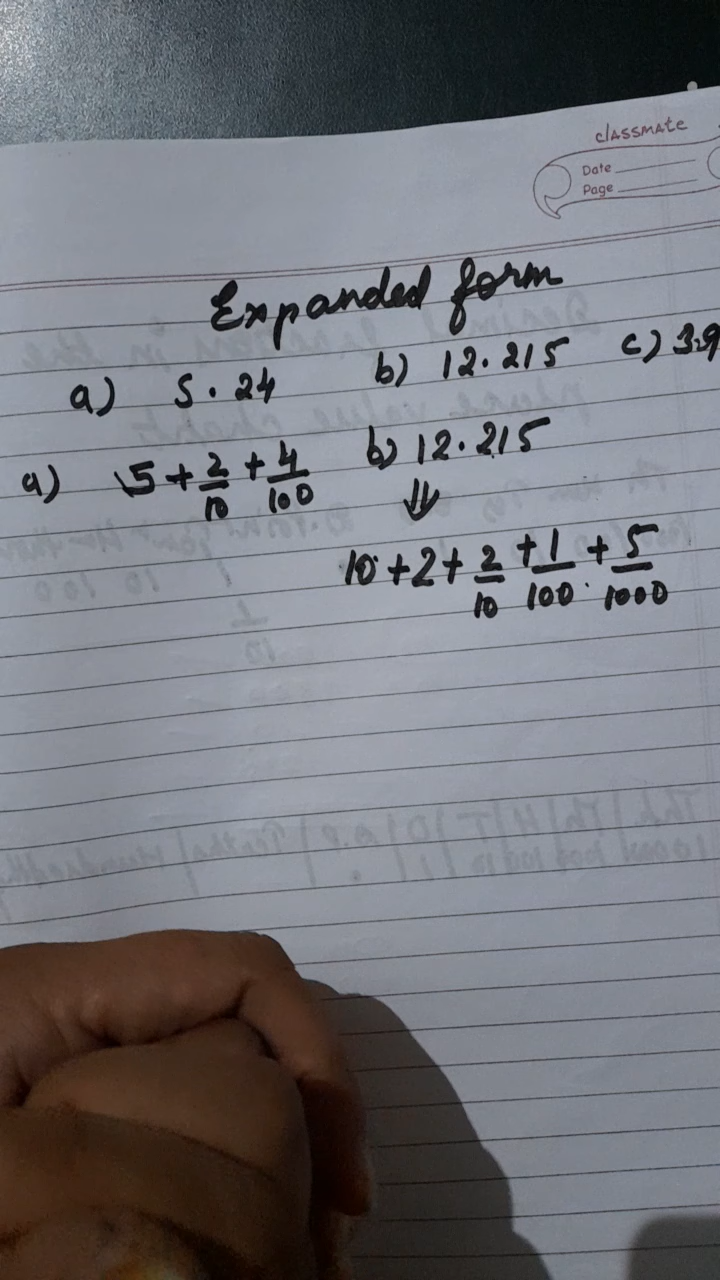 classmate
Date
Page
Expanded form
a) 5.24 b) 12.215 c) 3.9
a) 5 + 2/10 + 4/100 b) 12.215
⇓
10 + 2 + 2/10 + 1/100 + 5/1000